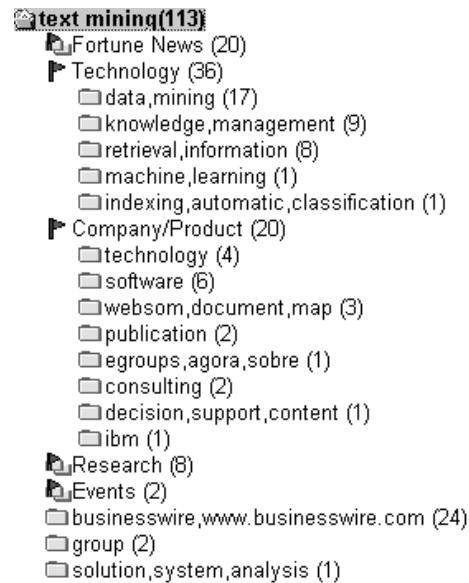 text mining(113)
Fortune News (20)
Technology (36)
data,mining (17)
knowledge,management (9)
retrieval,information (8)
machine,learning (1)
indexing,automatic,classification (1)
Company/Product (20)
technology (4)
software (6)
websom,document,map (3)
publication (2)
egroups,agora,sobre (1)
consulting (2)
decision,support,content (1)
ibm (1)
Research (8)
Events (2)
businesswire,www.businesswire.com (24)
group (2)
solution,system,analysis (1)